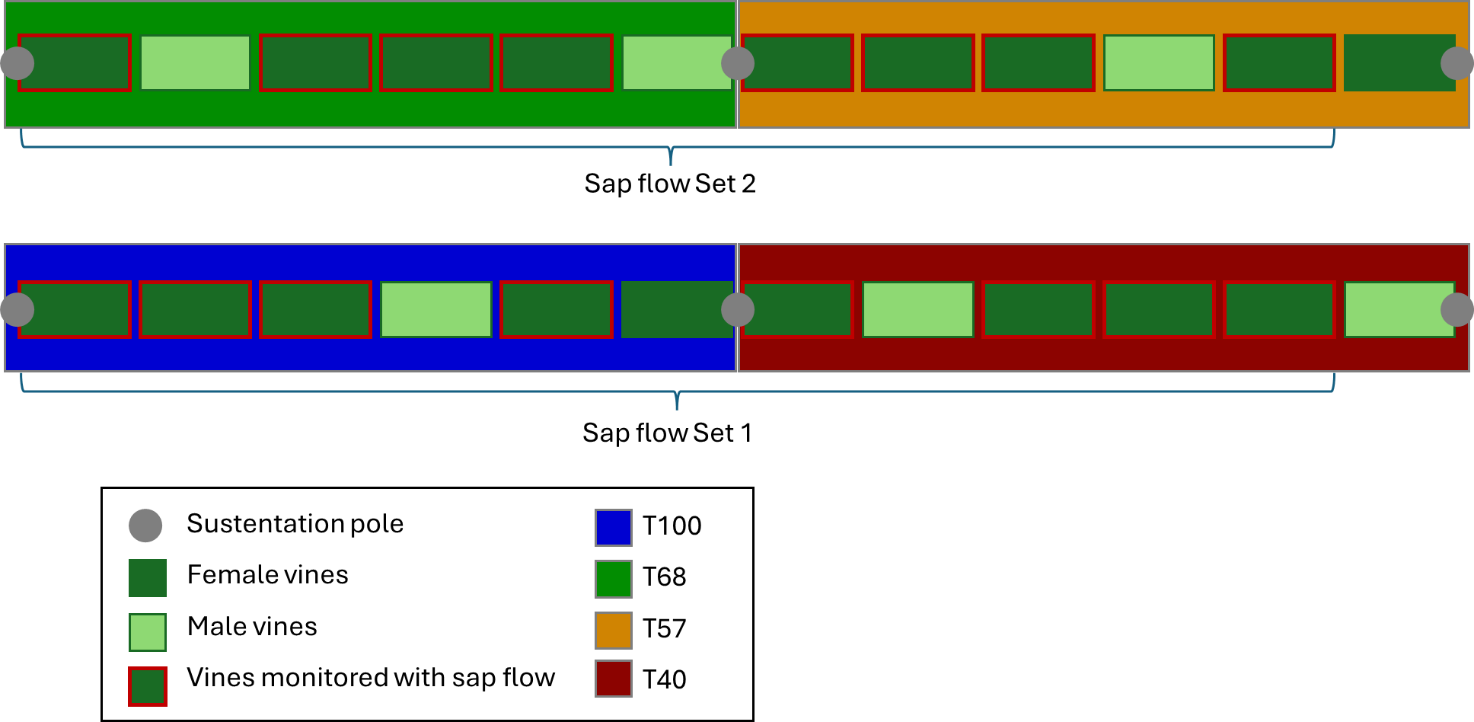 Sap flow Set 2
Sap flow Set 1
Sustentation pole
T100
Female vines
T68
Male vines
T57
Vines monitored with sap flow
T40